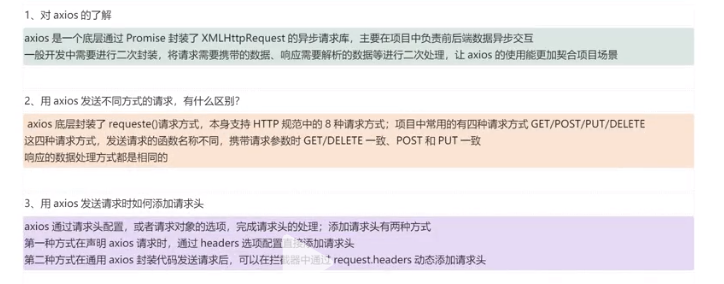 1、对 axios 的了解
axios 是一个底层通过 Promise 封装了 XMLHttpRequest 的异步请求库，主要在项目中负责前后端数据异步交互
一般开发中需要进行二次封装，将请求需要携带的数据、响应需要解析的数据等进行二次处理，让 axios 的使用能更加契合项目场景
2、用 axios 发送不同方式的请求，有什么区别？
axios 底层封装了 requeste()请求方式，本身支持 HTTP 规范中的 8 种请求方式；项目中常用的有四种请求方式 GET/POST/PUT/DELETE
这四种请求方式，发送请求的函数名称不同，携带请求参数时 GET/DELETE 一致、POST 和 PUT 一致
响应的数据处理方式都是相同的
3、用 axios 发送请求时如何添加请求头
axios 通过请求头配置，或者请求对象的选项，完成请求头的处理；添加请求头有两种方式
第一种方式在声明 axios 请求时，通过 headers 选项配置直接添加请求头
第二种方式在通用 axios 封装代码发送请求后，可以在拦截器中通过 request.headers 动态添加请求头